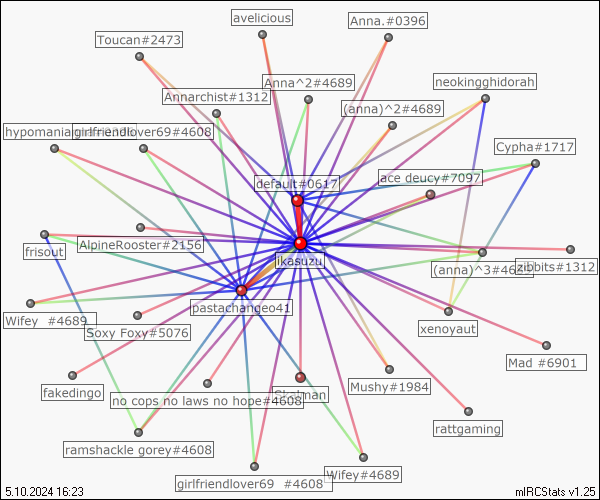 avelicious
Anna.#0396
Toucan#2473
Anna^2#4689
neokingghidorah
Annarchist#1312
(anna)^2#4689
hypomania
girlfriendlover69#4608
Cypha#1717
default#0617
ace deucy#7097
frisout
AlpineRooster#2156
ikasuzu
(anna)^3#46
zibbits#1312
pastachangeo41
Wifey #4689
Soxy Foxy#5076
xenoyaut
Mad #6901
fakedingo
no cops no laws no hope#4608
Mushy#1984
rattgaming
ramshackle gorey#4608
girlfriendlover69 #4608
Wifey#4689
5.10.2024 16:23
mIRCStats v1.25